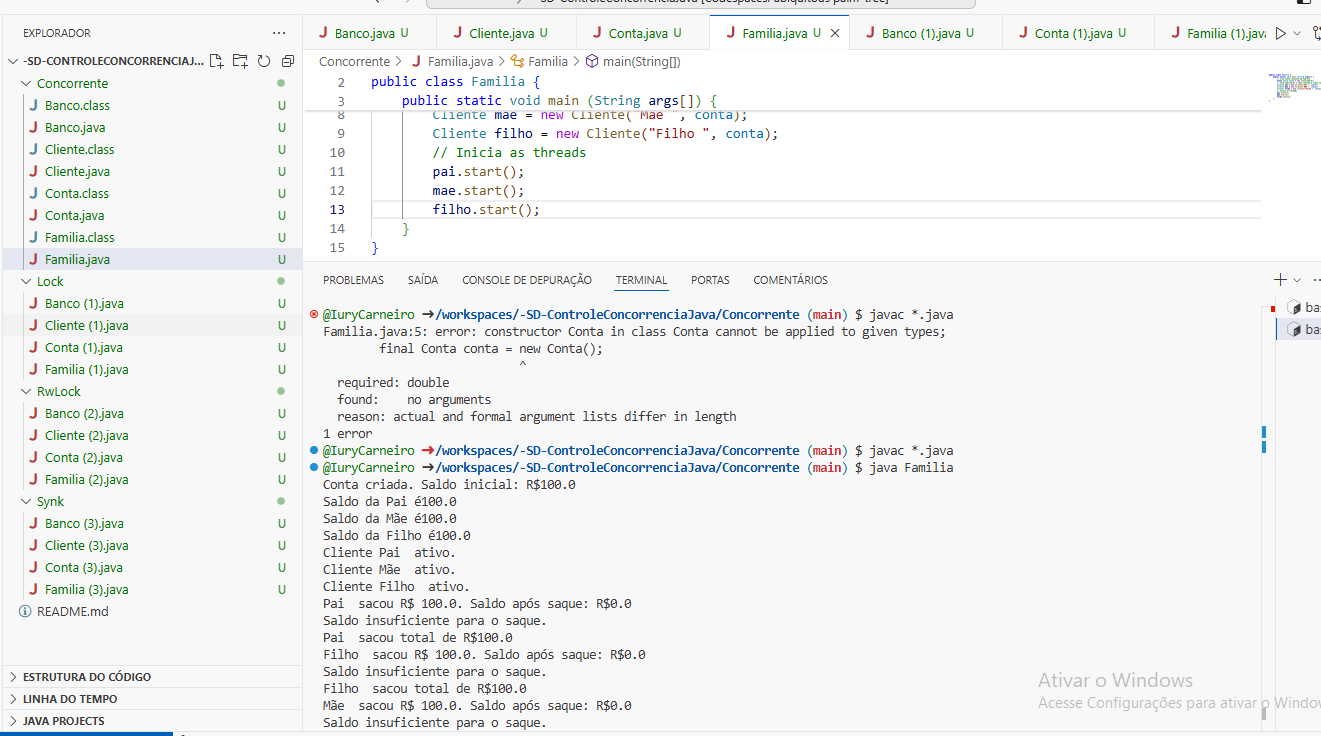 -SD-ControleConcorrenciaJava [Codespaces: ubiquitous palm-tree]
EXPLORADOR
-SD-CONTROLECONCORRENCIAJ...
Concorrente
Banco.class U
Banco.java U
Cliente.class U
Cliente.java U
Conta.class U
Conta.java U
Familia.class U
Familia.java U
Lock
Banco (1).java U
Cliente (1).java U
Conta (1).java U
Familia (1).java U
RwLock
Banco (2).java U
Cliente (2).java U
Conta (2).java U
Familia (2).java U
Synk
Banco (3).java U
Cliente (3).java U
Conta (3).java U
Familia (3).java U
README.md
ESTRUTURA DO CÓDIGO
LINHA DO TEMPO
JAVA PROJECTS
Banco.java U Cliente.java U Conta.java U Familia.java U Banco (1).java U Conta (1).java U Familia (1).java
Concorrente > Familia.java > Familia > main(String[])
2 public class Familia {
3 public static void main (String args[]) {
8 Cliente mae = new Cliente("Mãe ", conta);
9 Cliente filho = new Cliente("Filho ", conta);
10 // Inicia as threads
11 pai.start();
12 mae.start();
13 filho.start();
14 }
15 }
PROBLEMAS SAÍDA CONSOLE DE DEPURAÇÃO TERMINAL PORTAS COMENTÁRIOS
@IuryCarneiro ➜/workspaces/-SD-ControleConcorrenciaJava/Concorrente (main) $ javac *.java
Familia.java:5: error: constructor Conta in class Conta cannot be applied to given types;
final Conta conta = new Conta();
^
required: double
found:    no arguments
reason: actual and formal argument lists differ in length
1 error
@IuryCarneiro ➜/workspaces/-SD-ControleConcorrenciaJava/Concorrente (main) $ javac *.java
@IuryCarneiro ➜/workspaces/-SD-ControleConcorrenciaJava/Concorrente (main) $ java Familia
Conta criada. Saldo inicial: R$100.0
Saldo da Pai é100.0
Saldo da Mãe é100.0
Saldo da Filho é100.0
Cliente Pai  ativo.
Cliente Mãe  ativo.
Cliente Filho  ativo.
Pai  sacou R$ 100.0. Saldo após saque: R$0.0
Saldo insuficiente para o saque.
Pai  sacou total de R$100.0
Filho  sacou R$ 100.0. Saldo após saque: R$0.0
Saldo insuficiente para o saque.
Filho  sacou total de R$100.0
Mãe  sacou R$ 100.0. Saldo após saque: R$0.0
Saldo insuficiente para o saque.
bas
bas
Ativar o Windows
Acesse Configurações para ativar o Windov